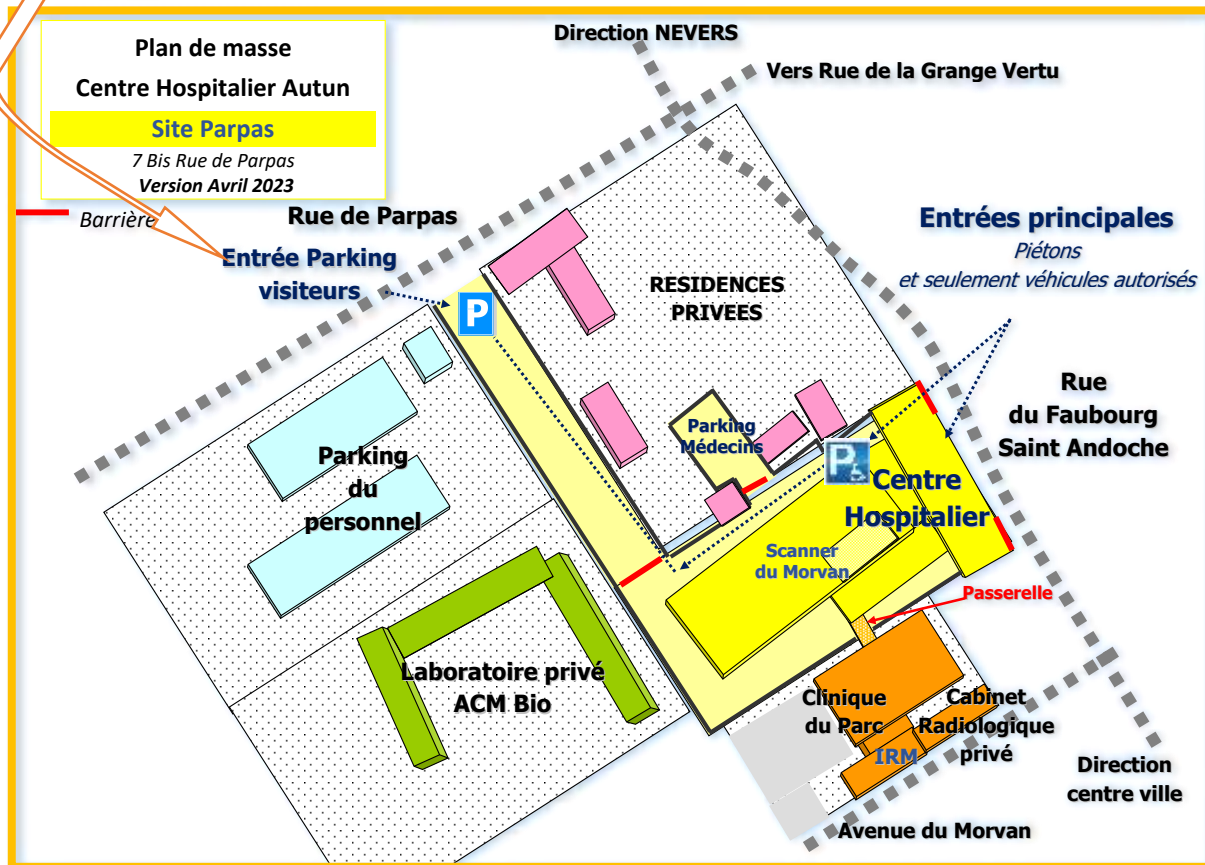 Plan de masse
Centre Hospitalier Autun
Site Parpas
7 Bis Rue de Parpas
Version Avril 2023
Barrière
Direction NEVERS
Vers Rue de la Grange Vertu
Rue de Parpas
Entrée Parking
visiteurs
P
RESIDENCES
PRIVEES
Entrées principales
Piétons
et seulement véhicules autorisés
Rue
du Faubourg
Saint Andoche
Parking
Médecins
P
Centre
Hospitalier
Parking
du
personnel
Scanner
du Morvan
Passerelle
Laboratoire privé
ACM Bio
Clinique
du Parc
Cabinet
Radiologique
privé
IRM
Direction
centre ville
Avenue du Morvan